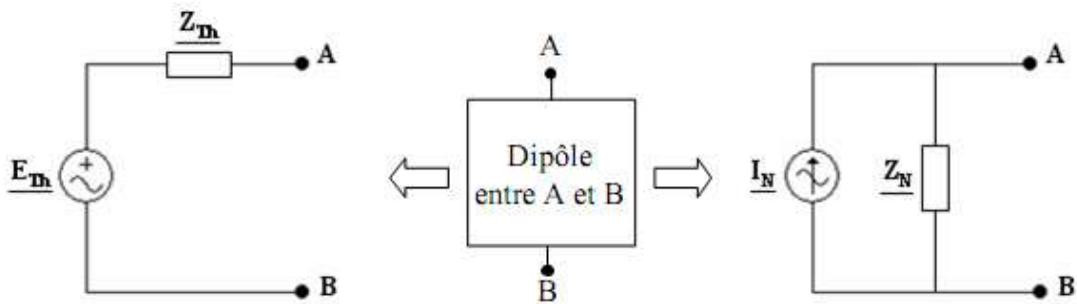 Z_Th
A
E_Th
B
A
Dipôle
entre A et B
B
A
I_N
Z_N
B